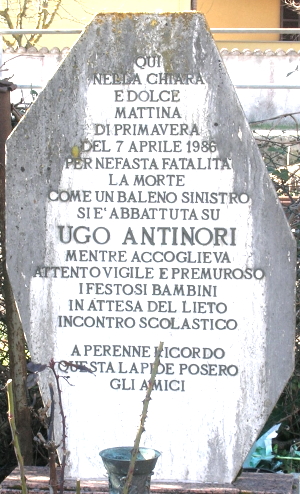 QUI
NELLA CHIARA
E DOLCE
MATTINA
DI PRIMAVERA
DEL 7 APRILE 1986
PER NEFASTA FATALITÀ
LA MORTE
COME UN BALENO SINISTRO
SI E' ABBATTUTA SU
UGO ANTINORI
MENTRE ACCOGLIEVA
ATTENTO VIGILE E PREMUROSO
I FESTOSI BAMBINI
IN ATTESA DEL LIETO
INCONTRO SCOLASTICO
A PERENNE RICORDO
QUESTA LAPIDE POSERO
GLI AMICI